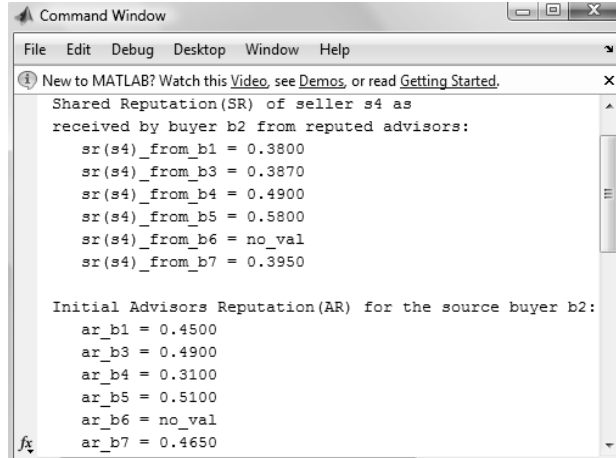 Command Window
File Edit Debug Desktop Window Help
New to MATLAB? Watch this Video, see Demos, or read Getting Started.
Shared Reputation(SR) of seller s4 as
received by buyer b2 from reputed advisors:
sr(s4)_from_b1 = 0.3800
sr(s4)_from_b3 = 0.3870
sr(s4)_from_b4 = 0.4900
sr(s4)_from_b5 = 0.5800
sr(s4)_from_b6 = no_val
sr(s4)_from_b7 = 0.3950
Initial Advisors Reputation(AR) for the source buyer b2:
ar_b1 = 0.4500
ar_b3 = 0.4900
ar_b4 = 0.3100
ar_b5 = 0.5100
ar_b6 = no_val
fx ar_b7 = 0.4650